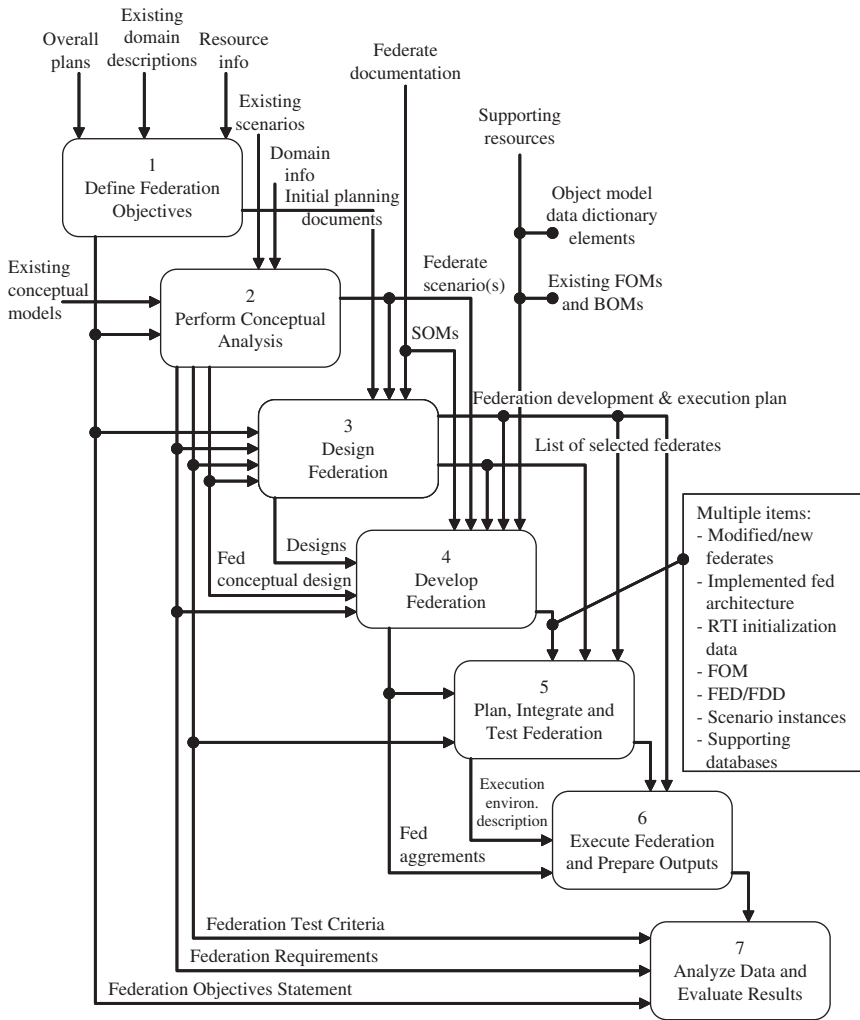 Overall
plans
Existing
domain
descriptions
Resource
info
Federate
documentation
Existing
scenarios
Supporting
resources
Domain
info
1
Define Federation
Objectives
Initial planning
documents
Object model
data dictionary
elements
Existing
conceptual
models
2
Perform Conceptual
Analysis
Federate
scenario(s)
Existing FOMs
and BOMs
SOMs
Federation development & execution plan
3
Design
Federation
List of selected federates
Multiple items:
- Modified/new
federates
- Implemented fed
architecture
- RTI initialization
data
- FOM
- FED/FDD
- Scenario instances
- Supporting
databases
Designs
Fed
conceptual design
4
Develop
Federation
5
Plan, Integrate and
Test Federation
Execution
environ.
description
6
Execute Federation
and Prepare Outputs
Fed
aggrements
Federation Test Criteria
Federation Requirements
Federation Objectives Statement
7
Analyze Data and
Evaluate Results